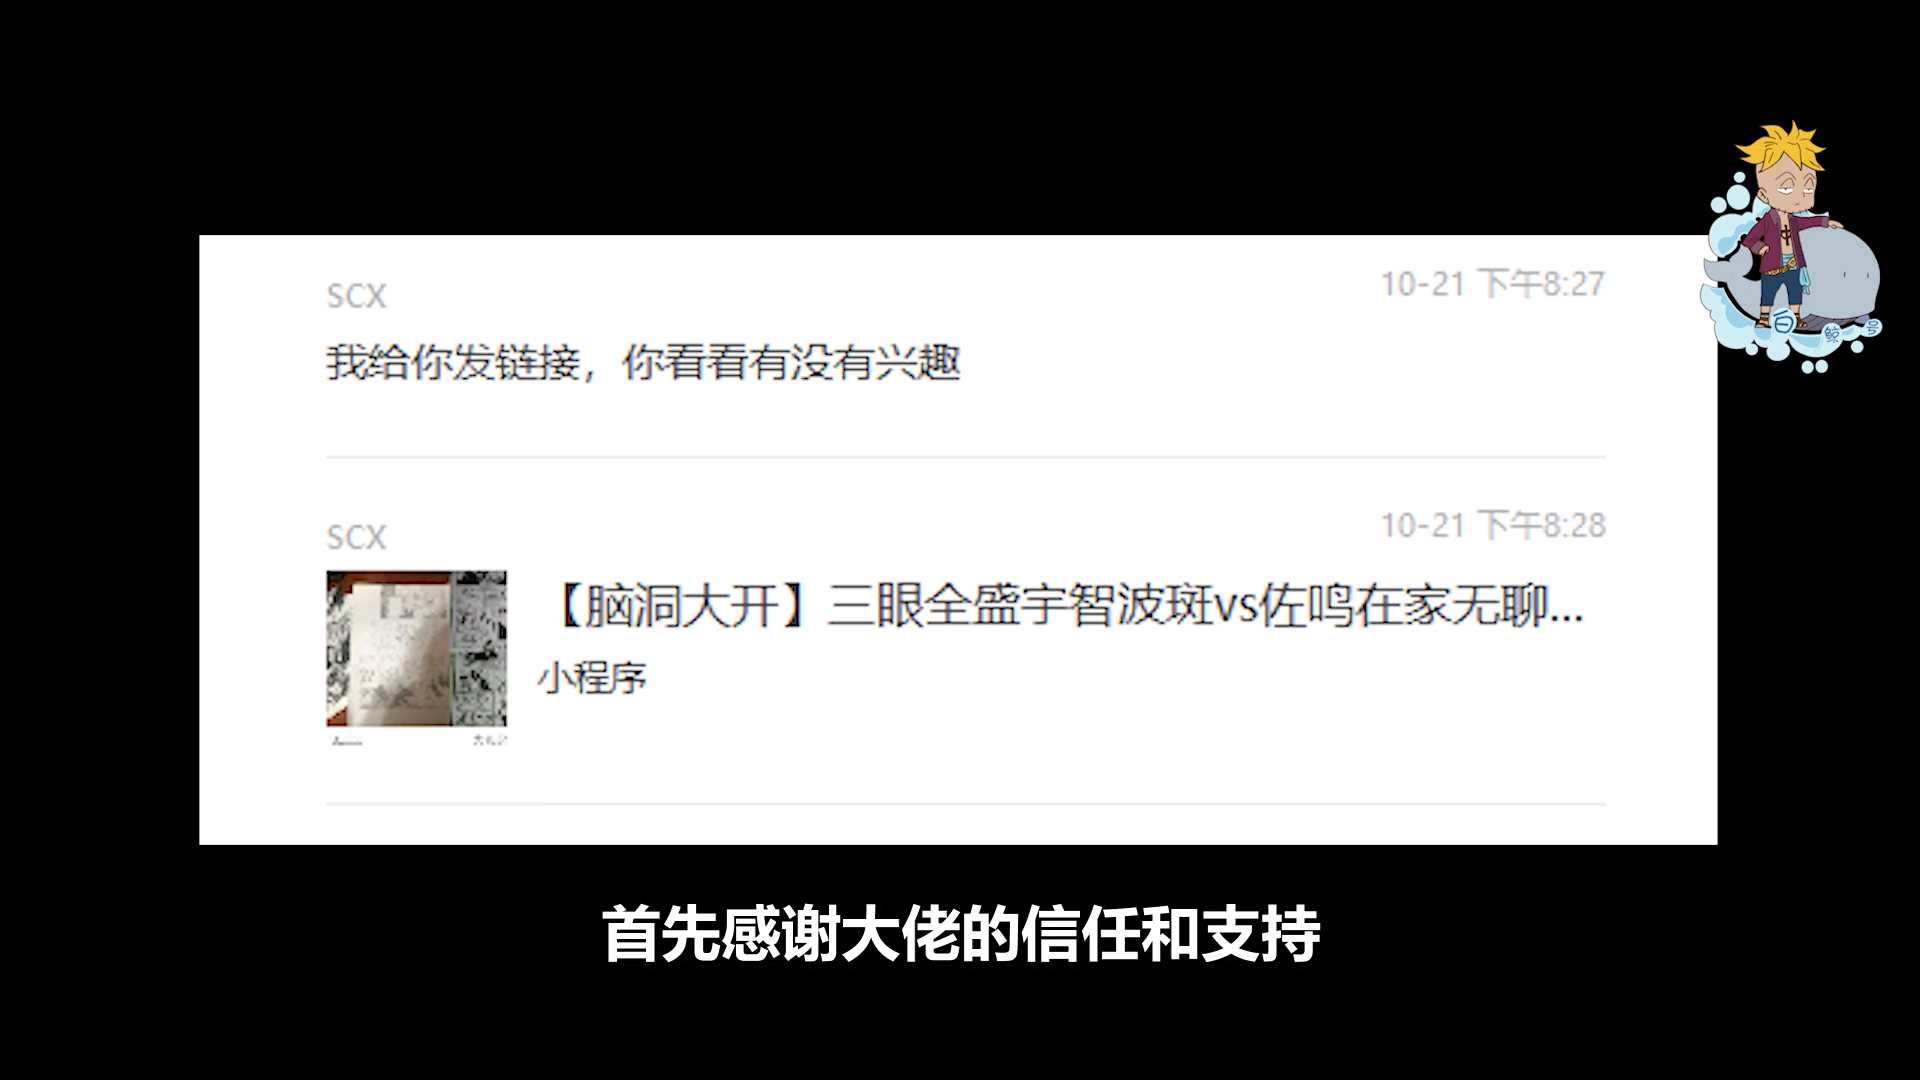 SCX
10-21 下午8:27
我给你发链接，你看看有没有兴趣
SCX
10-21 下午8:28
【脑洞大开】三眼全盛宇智波斑vs佐鸣在家无聊...
小程序
白鲸号
首先感谢大佬的信任和支持